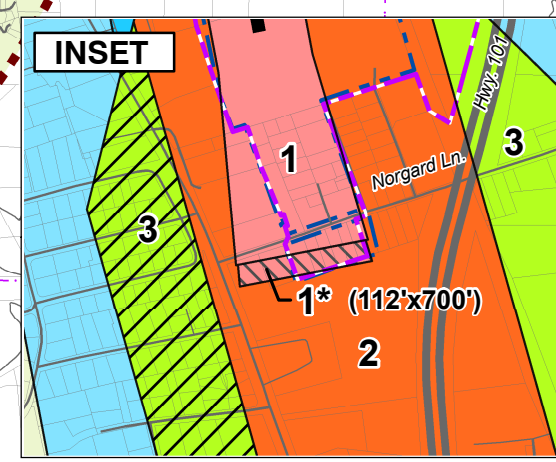 INSET
Hwy. 101
3
1
Norgard Ln.
3
1* (112'x700')
2